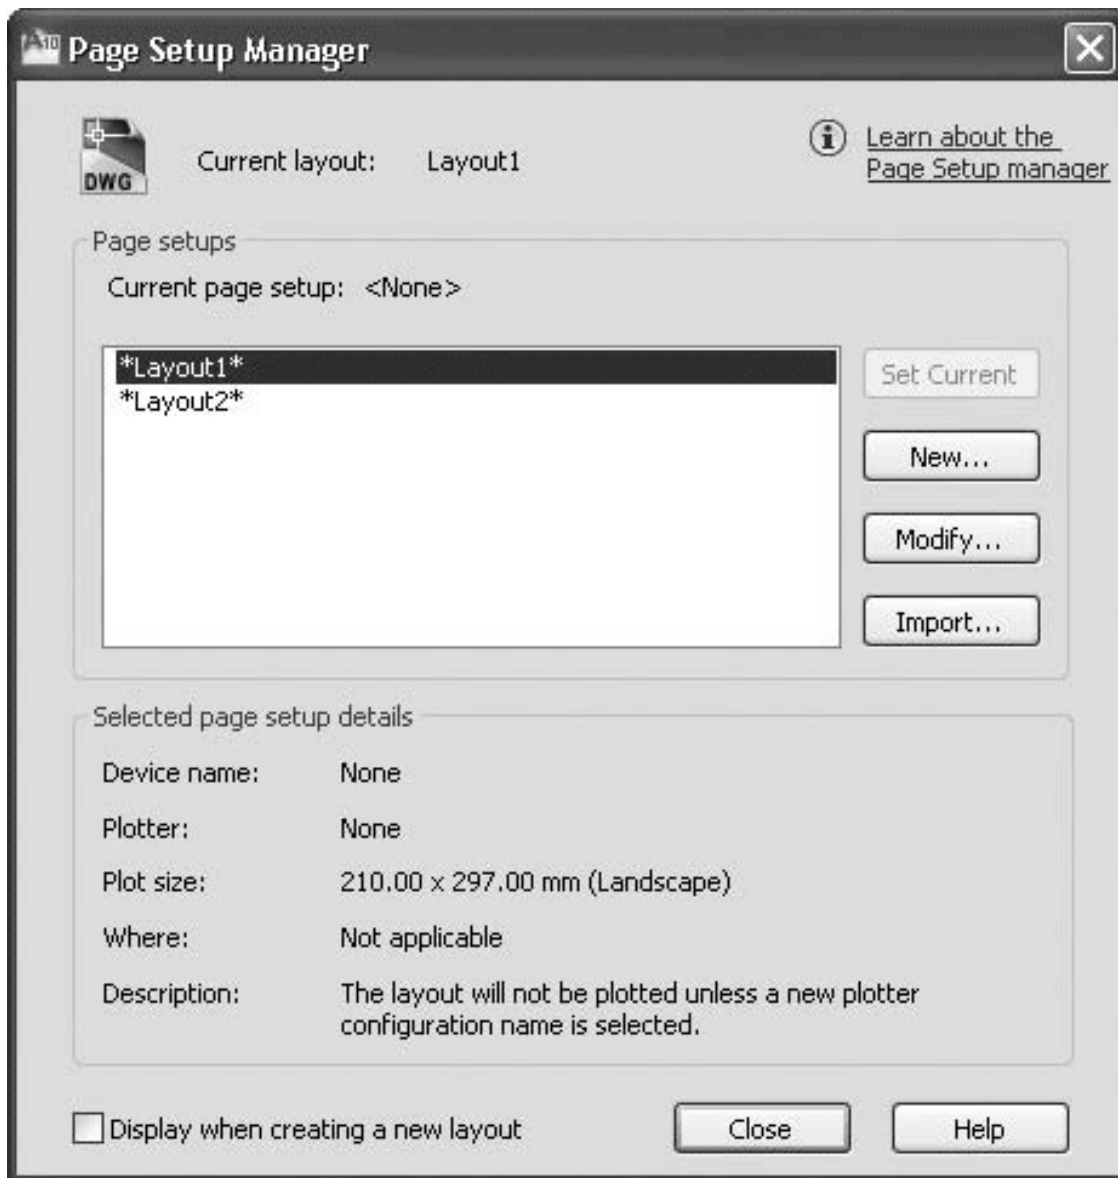 Page Setup Manager
DWG
Current layout: Layout1
Learn about the
Page Setup manager
Page setups
Current page setup: <None>
*Layout1*
*Layout2*
Set Current
New...
Modify...
Import...
Selected page setup details
Device name: None
Plotter: None
Plot size: 210.00 x 297.00 mm (Landscape)
Where: Not applicable
Description: The layout will not be plotted unless a new plotter
configuration name is selected.
Display when creating a new layout
Close
Help